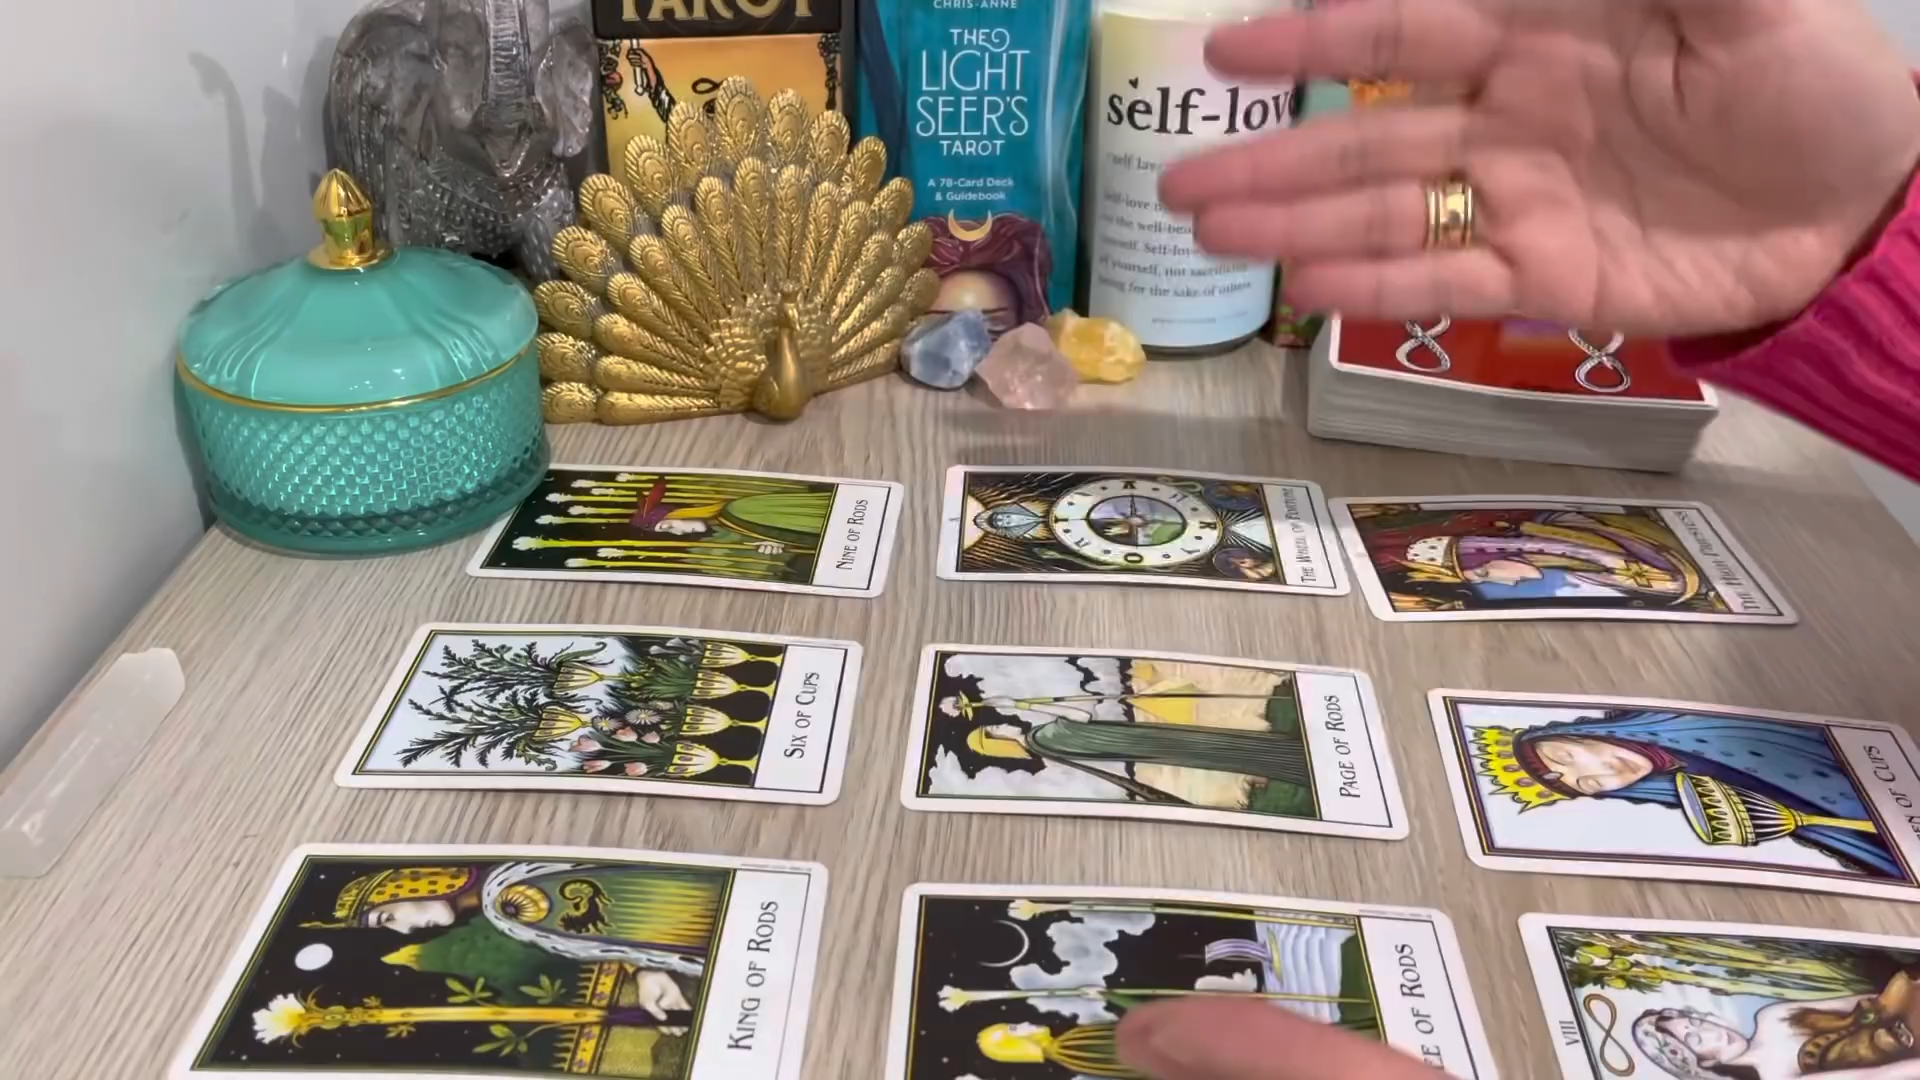 TAROT
CHRIS-ANNE
THE
LIGHT
SEER'S
TAROT
A 78-Card Deck
& Guidebook
self-love
self
of yourself, not
for the sake of others
NINE OF RODS
THE WHEEL OF FORTUNE
THE HIGH PRIESTESS
SIX OF CUPS
PAGE OF RODS
OF CUPS
KING OF RODS
OF RODS
VIII